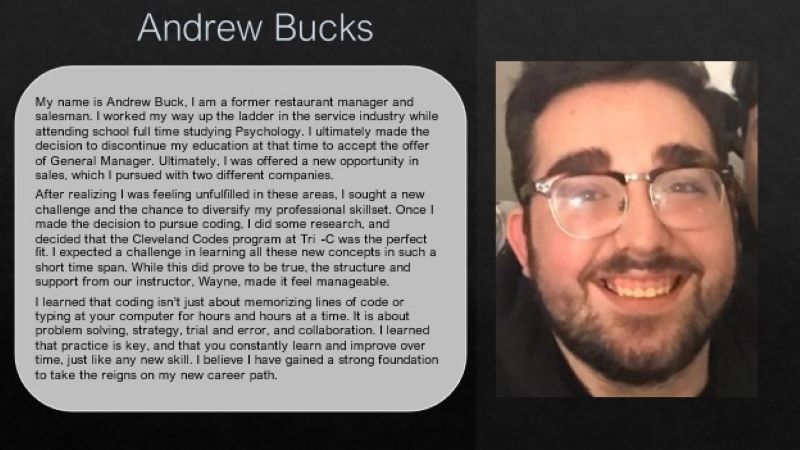 Andrew Bucks
My name is Andrew Buck, I am a former restaurant manager and
salesman. I worked my way up the ladder in the service industry while
attending school full time studying Psychology. I ultimately made the
decision to discontinue my education at that time to accept the offer
of General Manager. Ultimately, I was offered a new opportunity in
sales, which I pursued with two different companies.
After realizing I was feeling unfulfilled in these areas, I sought a new
challenge and the chance to diversify my professional skillset. Once I
made the decision to pursue coding, I did some research, and
decided that the Cleveland Codes program at Tri -C was the perfect
fit. I expected a challenge in learning all these new concepts in such a
short time span. While this did prove to be true, the structure and
support from our instructor, Wayne, made it feel manageable.
I learned that coding isn't just about memorizing lines of code or
typing at your computer for hours and hours at a time. It is about
problem solving, strategy, trial and error, and collaboration. I learned
that practice is key, and that you constantly learn and improve over
time, just like any new skill. I believe I have gained a strong foundation
to take the reigns on my new career path.